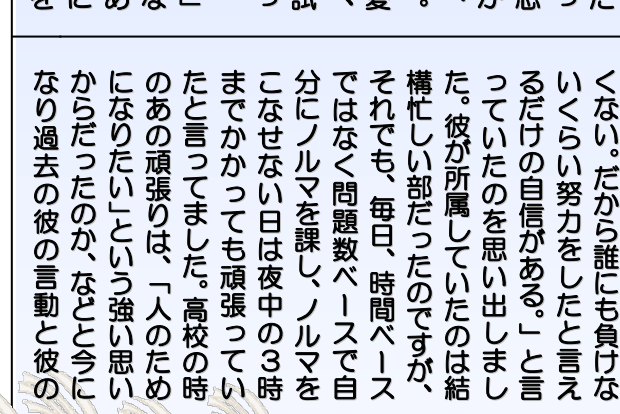 くない。だから誰にも負けな
いくらい努力をしたと言え
るだけの自信がある。」と言
っていたのを思い出しまし
た。彼が所属していたのは結
構忙しい部だったのですが、
それでも、毎日、時間ベース
ではなく問題数ベースで自
分にノルマを課し、ノルマを
こなせない日は夜中の3時
までかかっても頑張ってい
たと言ってました。高校の時
のあの頑張りは、「人のため
になりたい」という強い思い
からだったのか、などと今に
なり過去の彼の言動と彼の